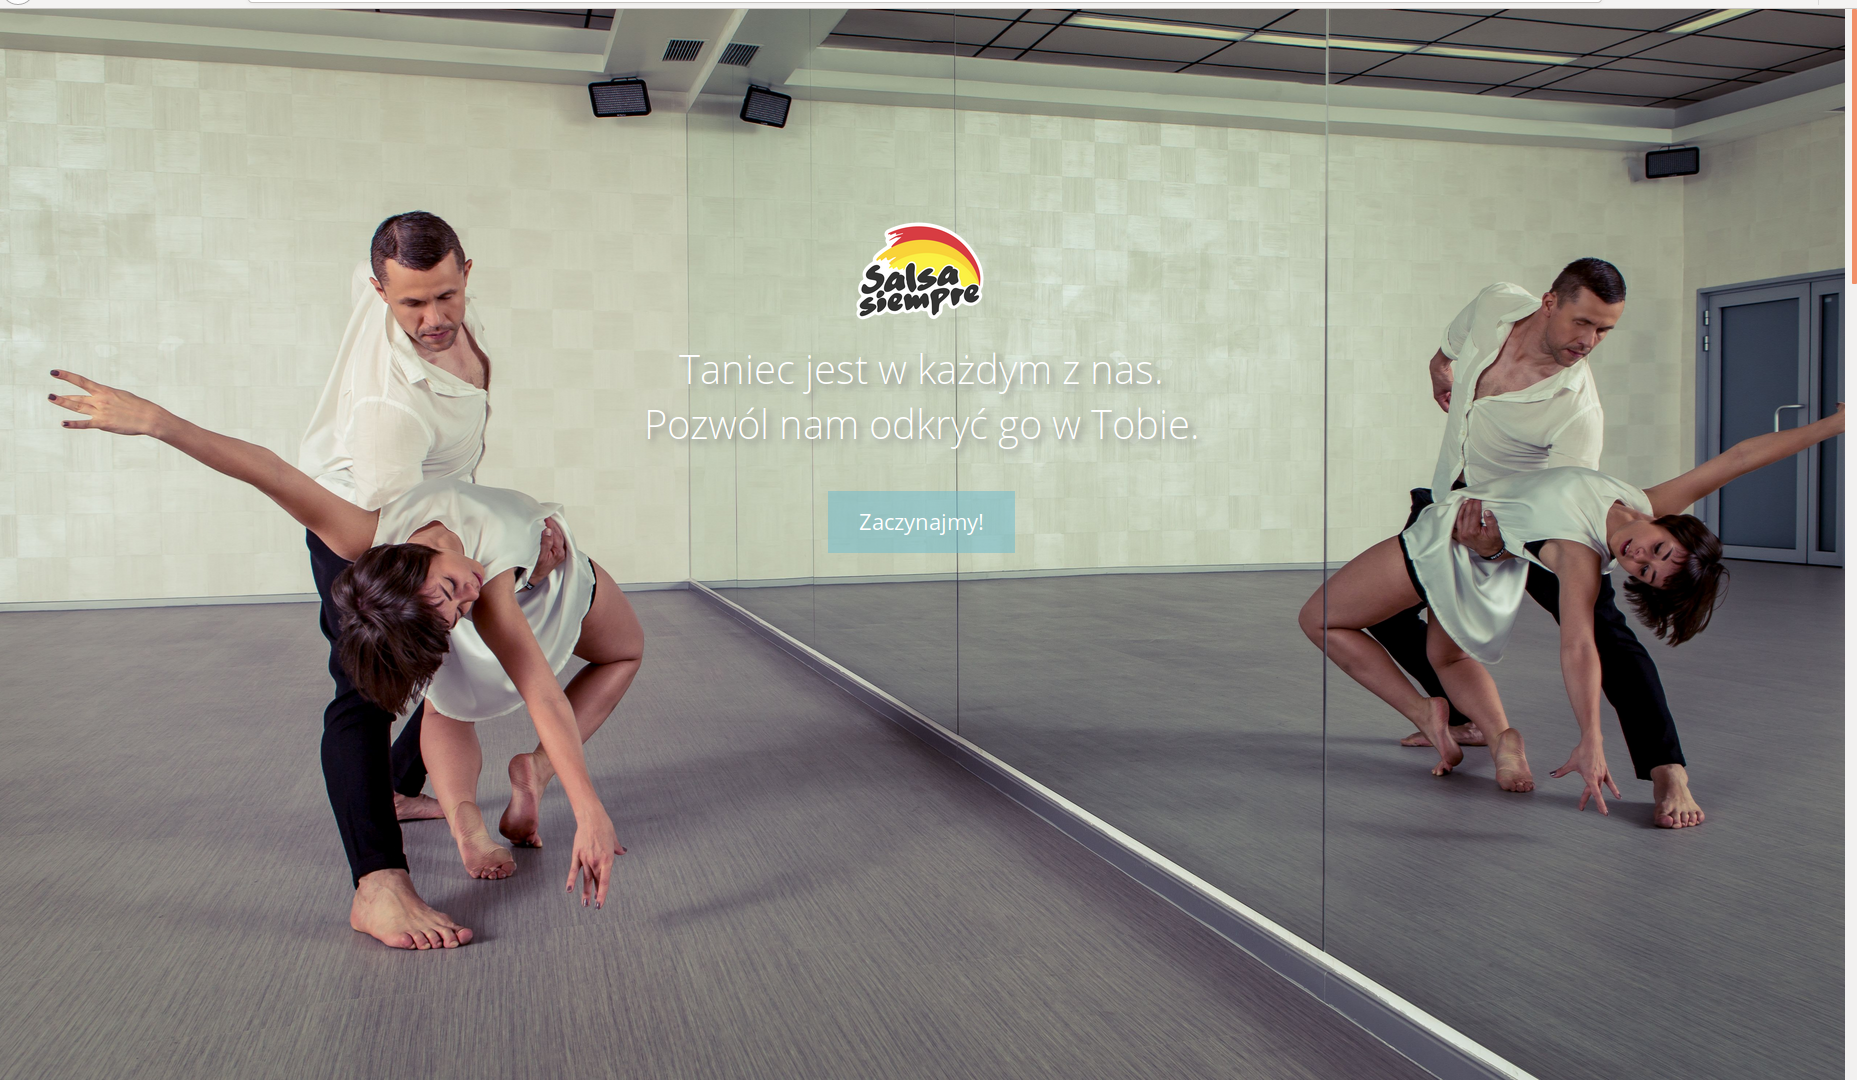 Salsa
siempre
Taniec jest w każdym z nas.
Pozwól nam odkryć go w Tobie.
Zaczynajmy!